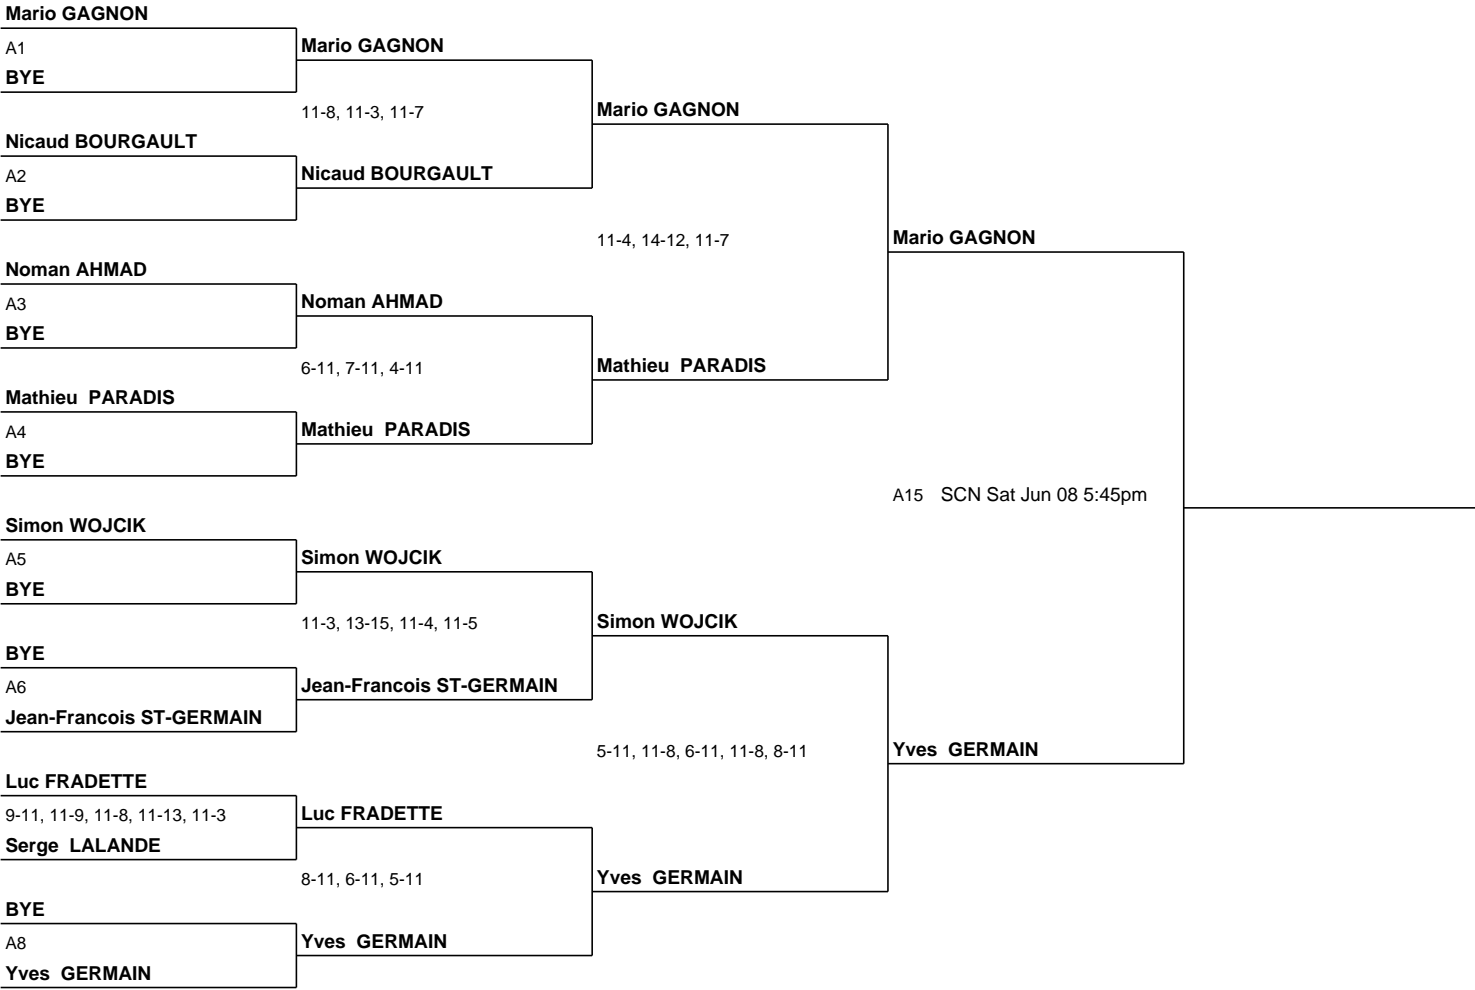 Mario GAGNON
A1
BYE
Mario GAGNON
11-8, 11-3, 11-7
Mario GAGNON
Nicaud BOURGAULT
A2
BYE
Nicaud BOURGAULT
11-4, 14-12, 11-7
Mario GAGNON
Noman AHMAD
A3
BYE
Noman AHMAD
6-11, 7-11, 4-11
Mathieu PARADIS
Mathieu PARADIS
A4
BYE
Mathieu PARADIS
A15 SCN Sat Jun 08 5:45pm
Simon WOJCIK
A5
BYE
Simon WOJCIK
11-3, 13-15, 11-4, 11-5
Simon WOJCIK
BYE
A6
Jean-Francois ST-GERMAIN
Jean-Francois ST-GERMAIN
5-11, 11-8, 6-11, 11-8, 8-11
Yves GERMAIN
Luc FRADETTE
9-11, 11-9, 11-8, 11-13, 11-3
Serge LALANDE
Luc FRADETTE
8-11, 6-11, 5-11
Yves GERMAIN
BYE
A8
Yves GERMAIN
Yves GERMAIN